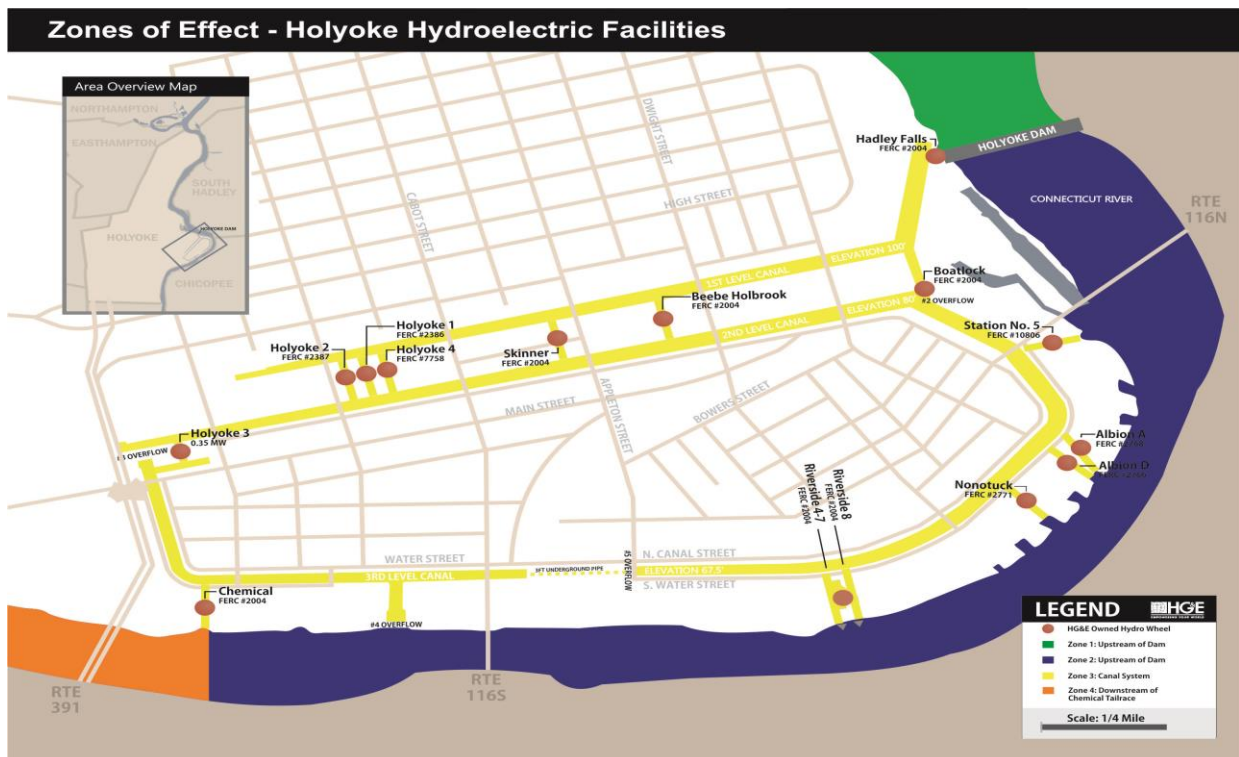 Zones of Effect - Holyoke Hydroelectric Facilities
Area Overview Map
NORTHAMPTON
EASTHAMPTON
SOUTH
HADLEY
HOLYOKE DAM
HOLYOKE
CHICOPEE
DWIGHT STREET
CABOT STREET
HIGH STREET
Hadley Falls
FERC #2004
HOLYOKE DAM
CONNECTICUT RIVER
RTE
116N
1ST LEVEL CANAL
ELEVATION 100'
Boatlock
FERC #2004
#2 OVERFLOW
Beebe Holbrook
FERC #2004
2ND LEVEL CANAL
ELEVATION 80'
Station No. 5
FERC #10806
Holyoke 1
FERC #2386
Holyoke 2
FERC #2387
Holyoke 4
FERC #7758
Skinner
FERC #2004
MAIN STREET
APPLETON STREET
BOWERS STREET
Holyoke 3
0.35 MW
OVERFLOW
Albion A
Albion D
Nonotuck
FERC #2771
Riverside 8
FERC #2004
Riverside 4-7
FERC #2004
WATER STREET
N. CANAL STREET
3RD LEVEL CANAL
9FT UNDERGROUND PIPE
#5 OVERFLOW
ELEVATION 67.5'
S. WATER STREET
Chemical
FERC #2004
#4 OVERFLOW
RTE
391
RTE
116S
LEGEND
HG&E
HG&E Owned Hydro Wheel
Zone 1: Upstream of Dam
Zone 2: Upstream of Dam
Zone 3: Canal System
Zone 4: Downstream of
Chemical Tailrace
Scale: 1/4 Mile